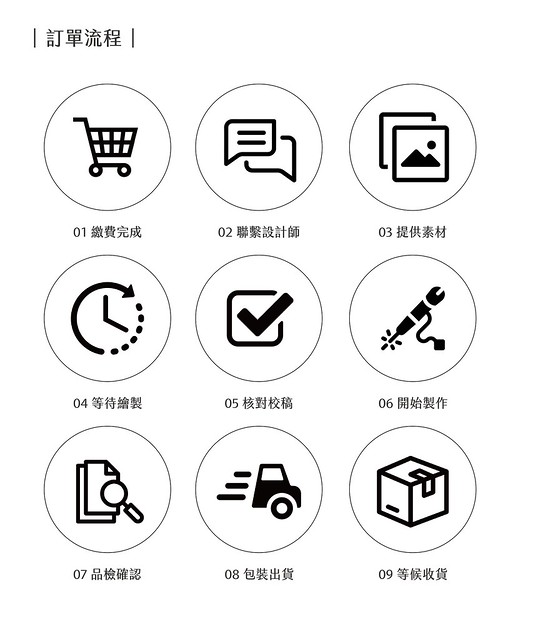 | 訂單流程 |
01 繳費完成
02 聯繫設計師
03 提供素材
04 等待繪製
05 核對校稿
06 開始製作
07 品檢確認
08 包裝出貨
09 等候收貨